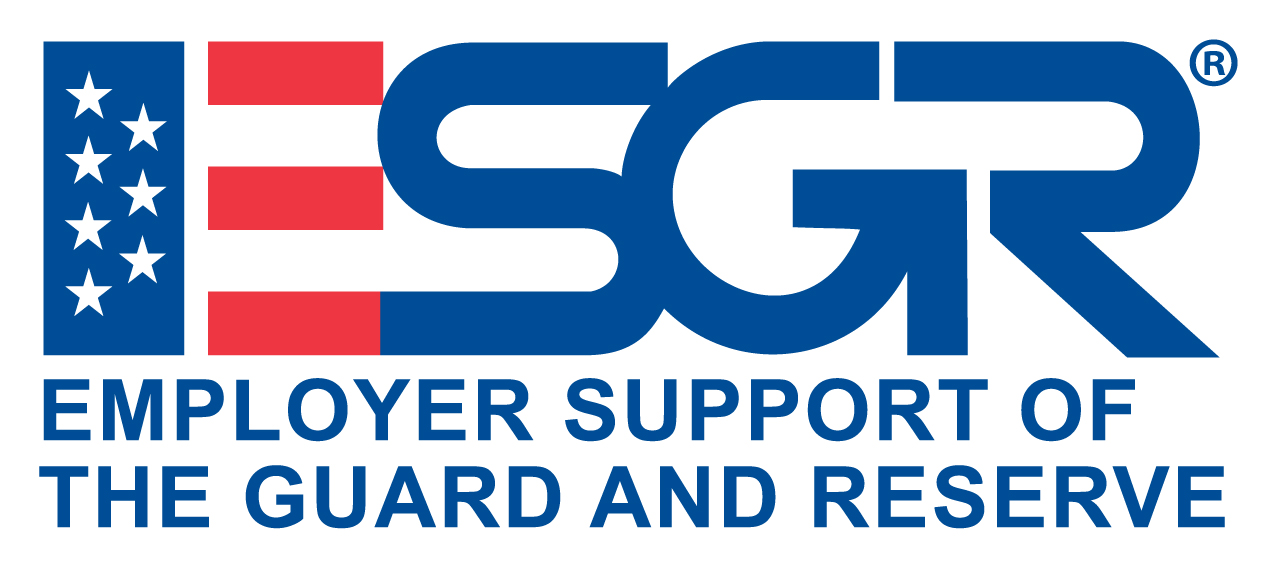 ESGR®
EMPLOYER SUPPORT OF
THE GUARD AND RESERVE